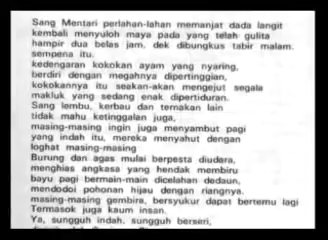 Sang Mentari perlahan-lahan memanjat dada langit
kembali menyuloh maya pada yang telah gulita
hampir dua belas jam. dek dibungkus tabir malam.
sempena itu.
kedengaran kokokan ayam yang nyaring,
berdiri dengan megahnya dipertinggian,
kokokannya itu seakan-akan mengejut segala
makluk yang sedang enak dipertiduran.
Sang lembu, kerbau dan ternakan lain
tidak mahu ketinggalan juga,
masing-masing ingin juga menyambut pagi
yang indah itu, mereka menyahut dengan
loghat masing-masing
Burung dan agas mulai berpesta diudara,
menghias angkasa yang hendak membiru
bayu pagi bermain-main dicelahan dedaun,
mendodoi pohonan hijau dengan riangnya.
masing-masing gembira, bersyukur dapat bertemu lagi
Termasok juga kaum insan.
Ya, sungguh indah. sungguh berseri,